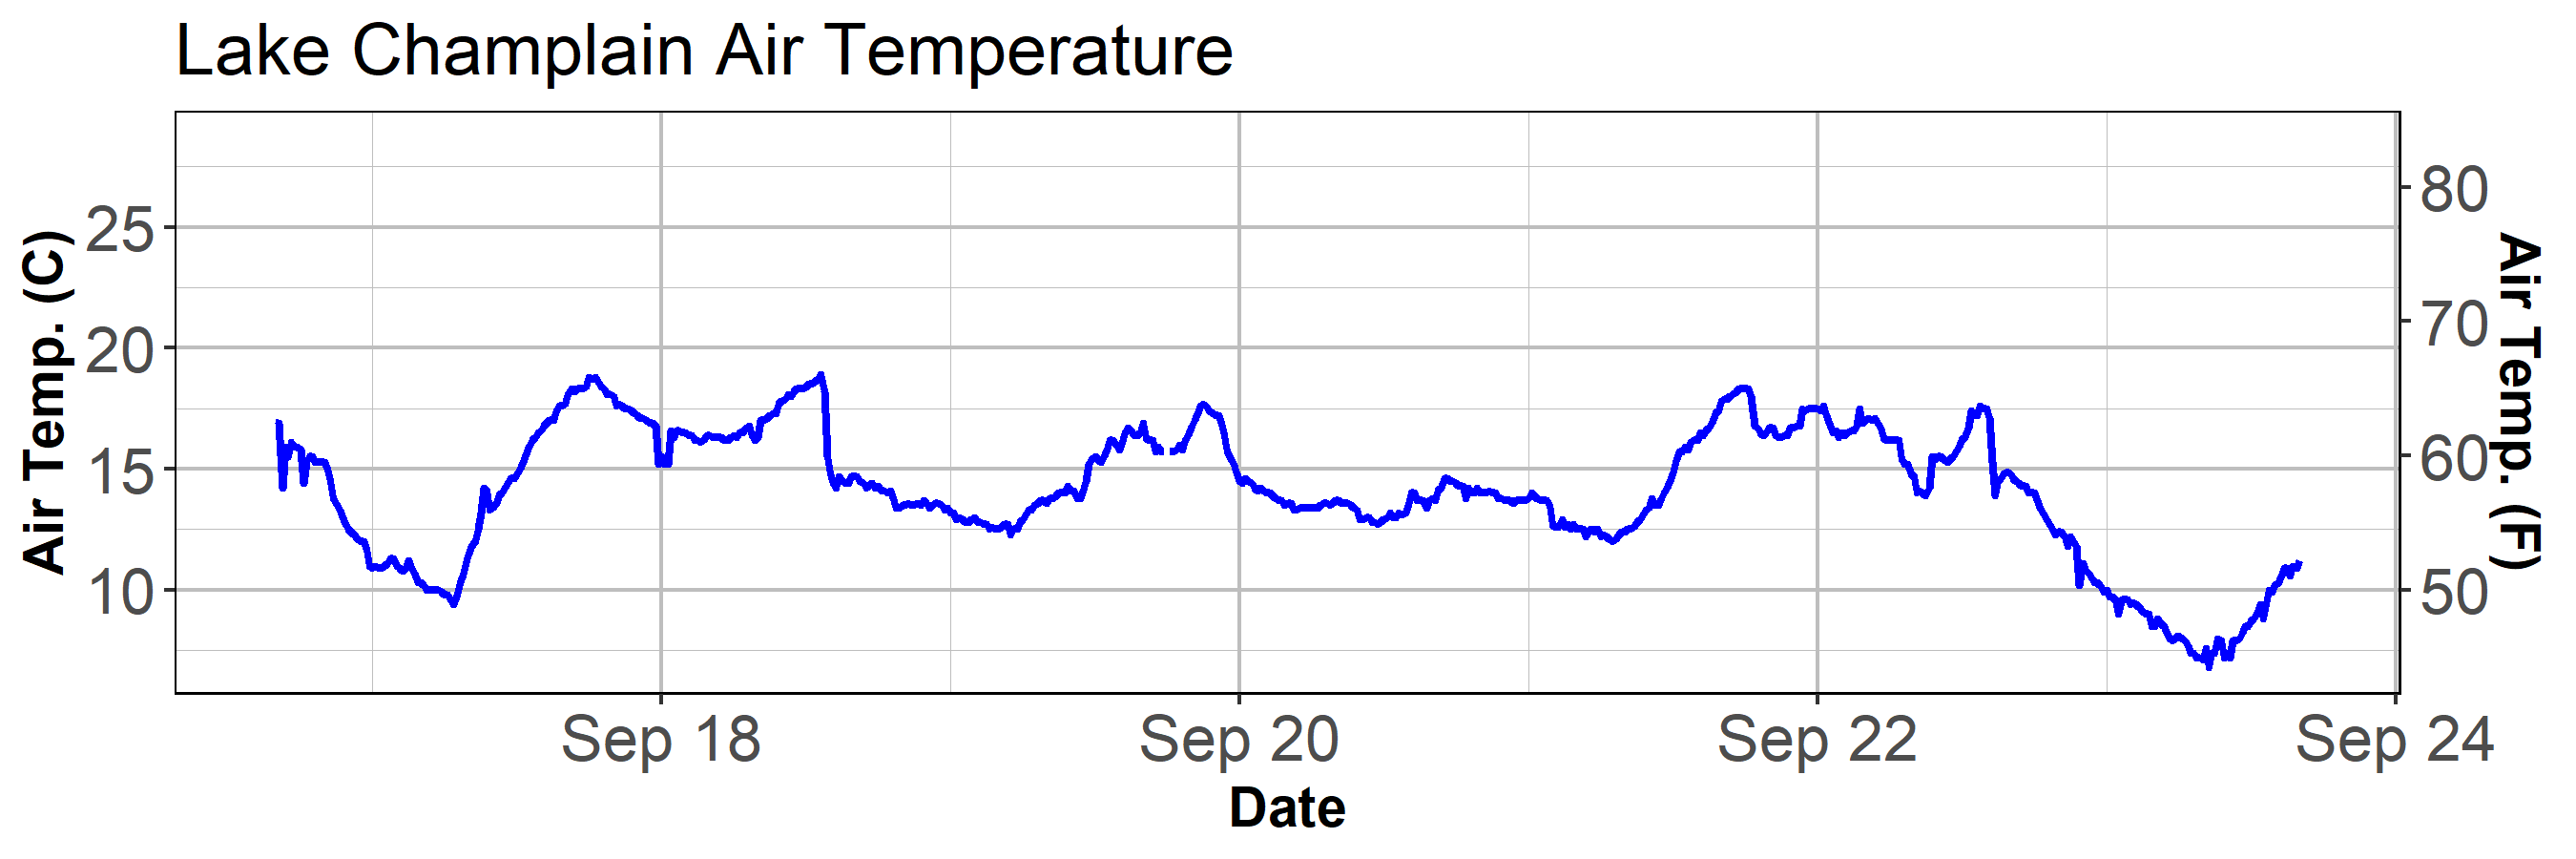 Lake Champlain Air Temperature
Air Temp. (C)
25
20
15
10
80
70
60
50
Air Temp. (F)
Sep 18
Sep 20
Sep 22
Sep 24
Date